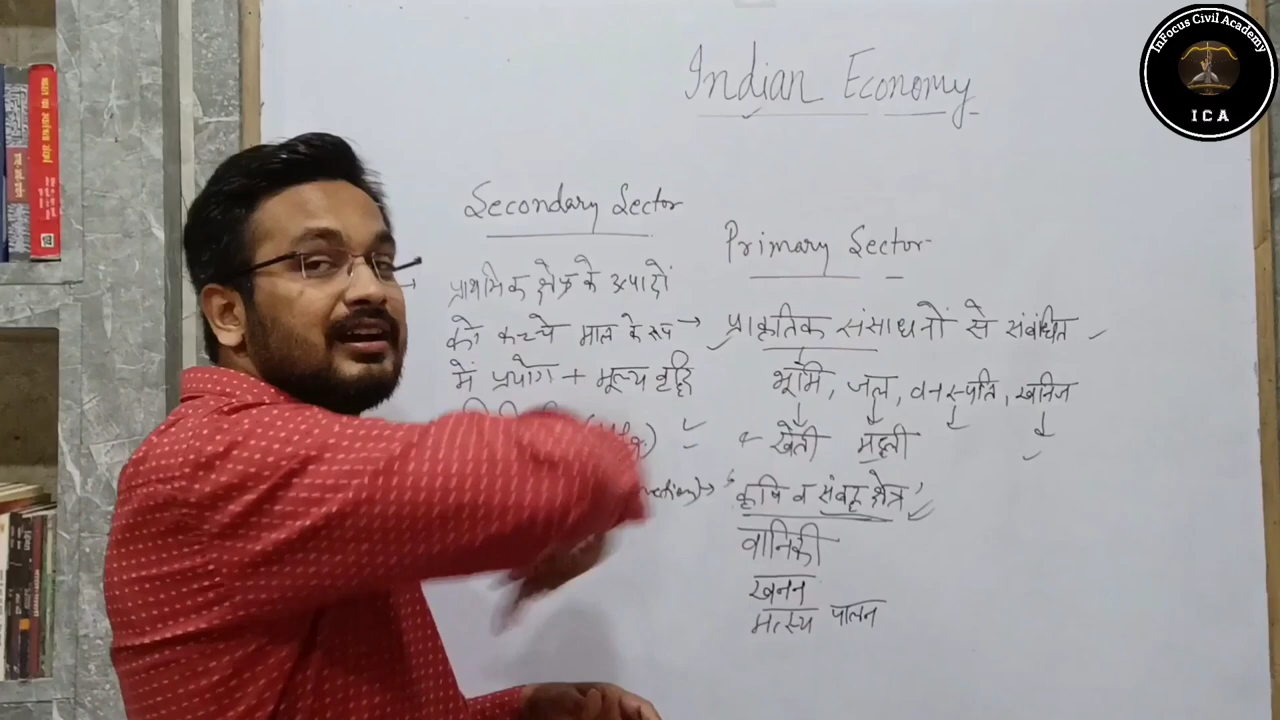 InFocus Civil Academy
ICA
Indian Economy
Secondary Sector
प्राथमिक क्षेत्र के उत्पादों
को कच्चे माल के रूप
में प्रयोग + मूल्य वृद्धि
Primary Sector
→ प्राकृतिक संसाधनों से संबंधित
भूमि, जल, वनस्पति, खनिज
खेती मछली
→ 'कृषि व संबद्ध क्षेत्र'
वानिकी
खनन
मत्स्य पालन